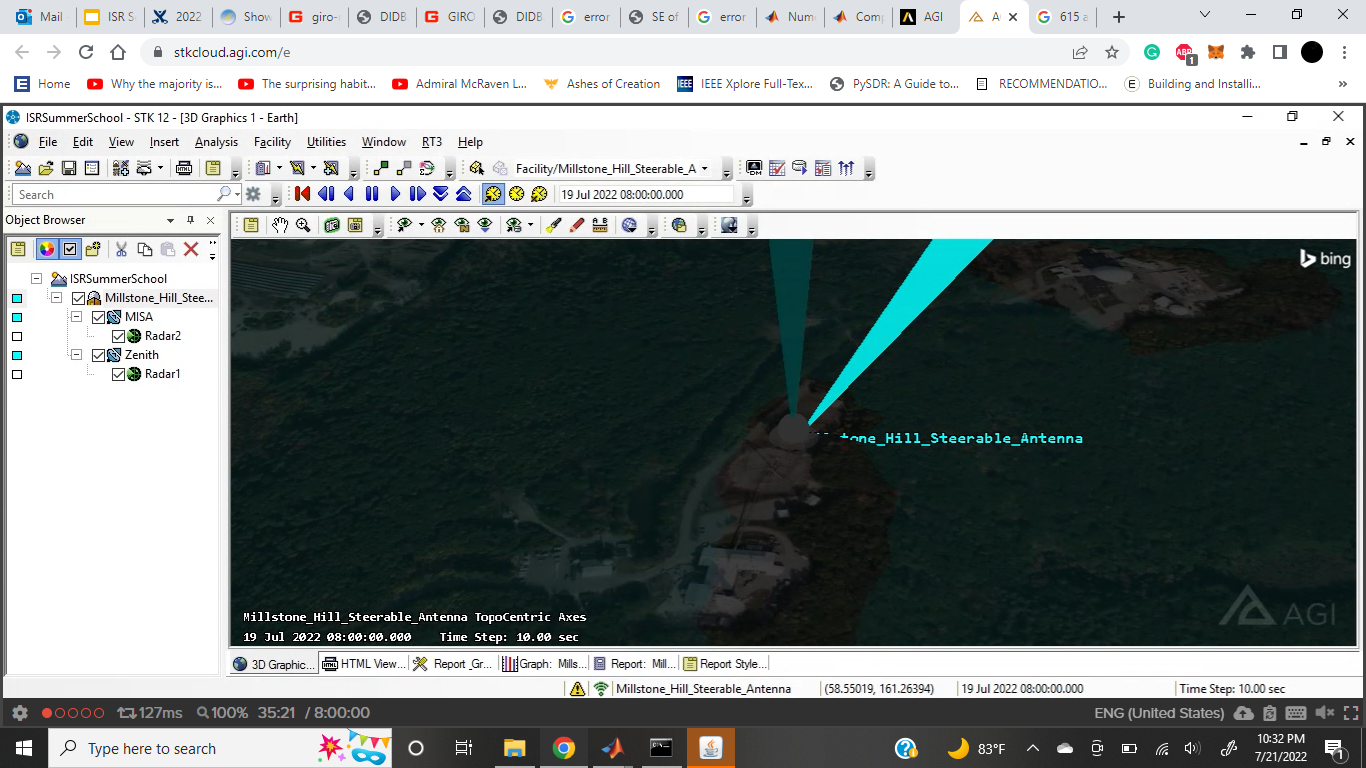 Mail
ISR S
2022
Show
giro-r
DIDB
GIRO
DIDB
error
SE of
error
Num
Comp
AGI
A
615 a
stkcloud.agi.com/e
ABP
1
Home
Why the majority is...
The surprising habit...
Admiral McRaven L...
Ashes of Creation
IEEE
IEEE Xplore Full-Tex...
PySDR: A Guide to...
RECOMMENDATIO...
E
Building and Installi...
»
ISRSummerSchool - STK 12 - [3D Graphics 1 - Earth]
File Edit View Insert Analysis Facility Utilities Window RT3 Help
Facility/Millstone_Hill_Steerable_A
Search
19 Jul 2022 08:00:00.000
Object Browser
ISRSummerSchool
Millstone_Hill_Stee...
MISA
Radar2
Zenith
Radar1
bing
tone_Hill_Steerable_Antenna
Millstone_Hill_Steerable_Antenna TopoCentric Axes
19 Jul 2022 08:00:00.000 Time Step: 10.00 sec
AGI
3D Graphic...
HTML View...
Report _Gr...
Graph: Mills...
Report: Mill...
Report Style...
Millstone_Hill_Steerable_Antenna
(58.55019, 161.26394)
19 Jul 2022 08:00:00.000
Time Step: 10.00 sec
127ms
100%
35:21 / 8:00:00
ENG (United States)
Type here to search
83°F
10:32 PM
7/21/2022
1